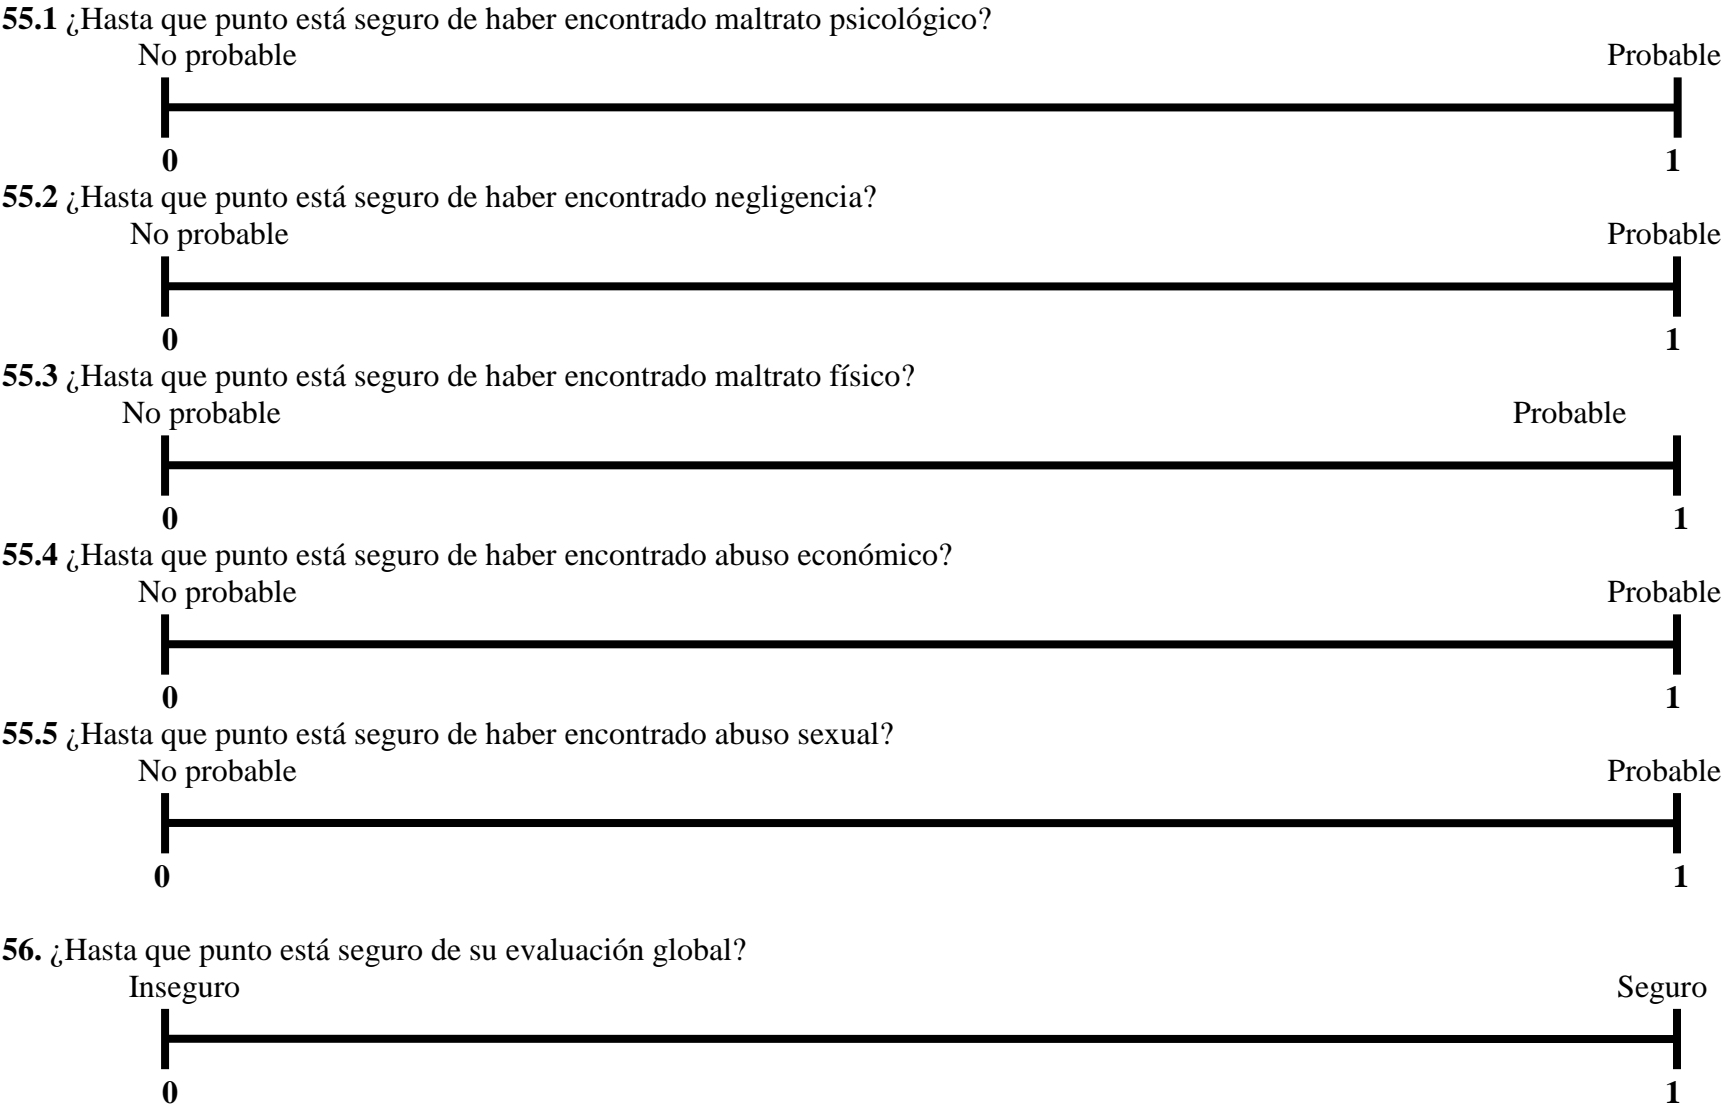 55.1 ¿Hasta que punto está seguro de haber encontrado maltrato psicológico?
No probable Probable
0 1
55.2 ¿Hasta que punto está seguro de haber encontrado negligencia?
No probable Probable
0 1
55.3 ¿Hasta que punto está seguro de haber encontrado maltrato físico?
No probable Probable
0 1
55.4 ¿Hasta que punto está seguro de haber encontrado abuso económico?
No probable Probable
0 1
55.5 ¿Hasta que punto está seguro de haber encontrado abuso sexual?
No probable Probable
0 1
56. ¿Hasta que punto está seguro de su evaluación global?
Inseguro Seguro
0 1